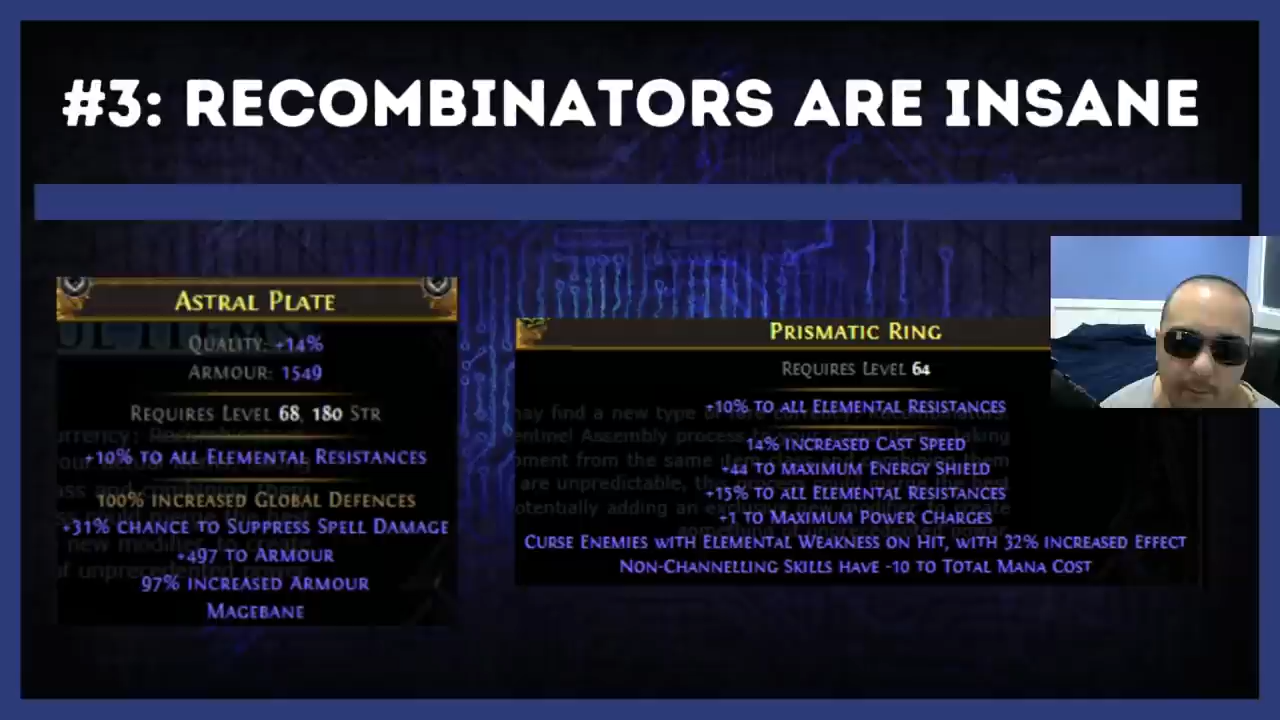 #3: RECOMBINATORS ARE INSANE
ASTRAL PLATE
QUALITY: +14%
ARMOUR: 1549
REQUIRES LEVEL 68, 180 STR
+10% TO ALL ELEMENTAL RESISTANCES
100% INCREASED GLOBAL DEFENCES
+31% CHANCE TO SUPPRESS SPELL DAMAGE
+497 TO ARMOUR
97% INCREASED ARMOUR
MAGEBANE
PRISMATIC RING
REQUIRES LEVEL 64
+10% TO ALL ELEMENTAL RESISTANCES
14% INCREASED CAST SPEED
+44 TO MAXIMUM ENERGY SHIELD
+15% TO ALL ELEMENTAL RESISTANCES
+1 TO MAXIMUM POWER CHARGES
CURSE ENEMIES WITH ELEMENTAL WEAKNESS ON HIT, WITH 32% INCREASED EFFECT
NON-CHANNELLING SKILLS HAVE -10 TO TOTAL MANA COST